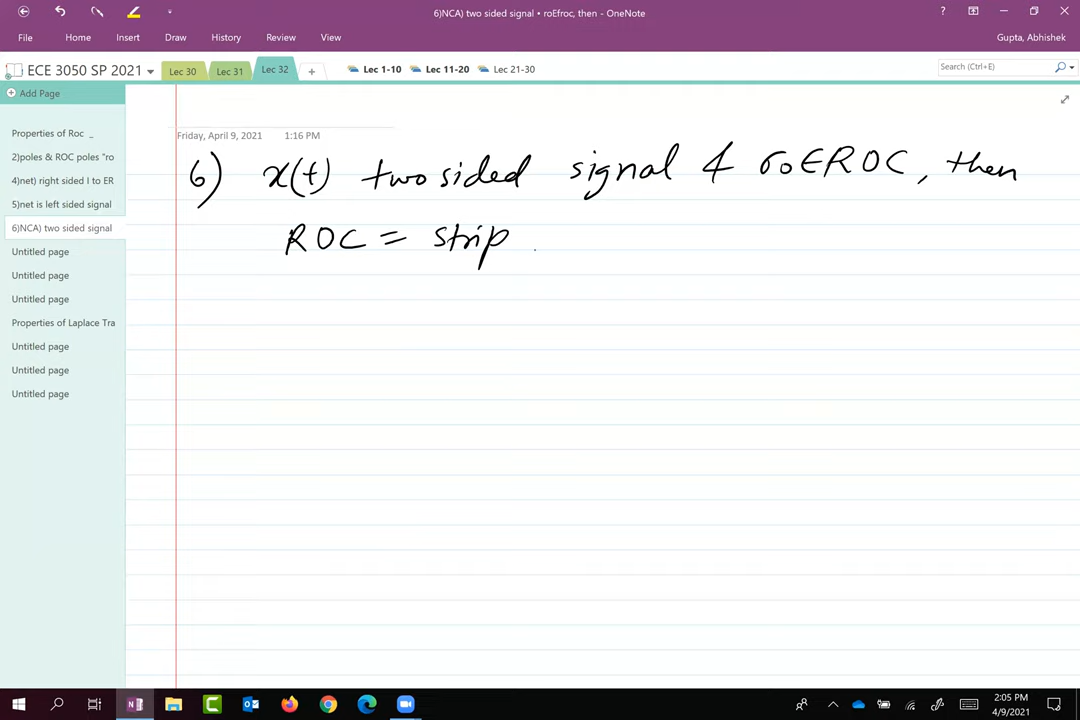 6)NCA) two sided signal • roEfroc, then - OneNote
Gupta, Abhishek
File Home Insert Draw History Review View
ECE 3050 SP 2021
Lec 30
Lec 31
Lec 32
Lec 1-10
Lec 11-20
Lec 21-30
Search (Ctrl+E)
Add Page
Properties of Roc _
2)poles & ROC poles "ro
4)net) right sided I to ER
5)net is left sided signal
6)NCA) two sided signal
Untitled page
Untitled page
Untitled page
Properties of Laplace Tra
Untitled page
Untitled page
Untitled page
Friday, April 9, 2021 1:16 PM
6) x(t) two sided signal & σ0∈ROC, then
ROC = strip
2:05 PM
4/9/2021